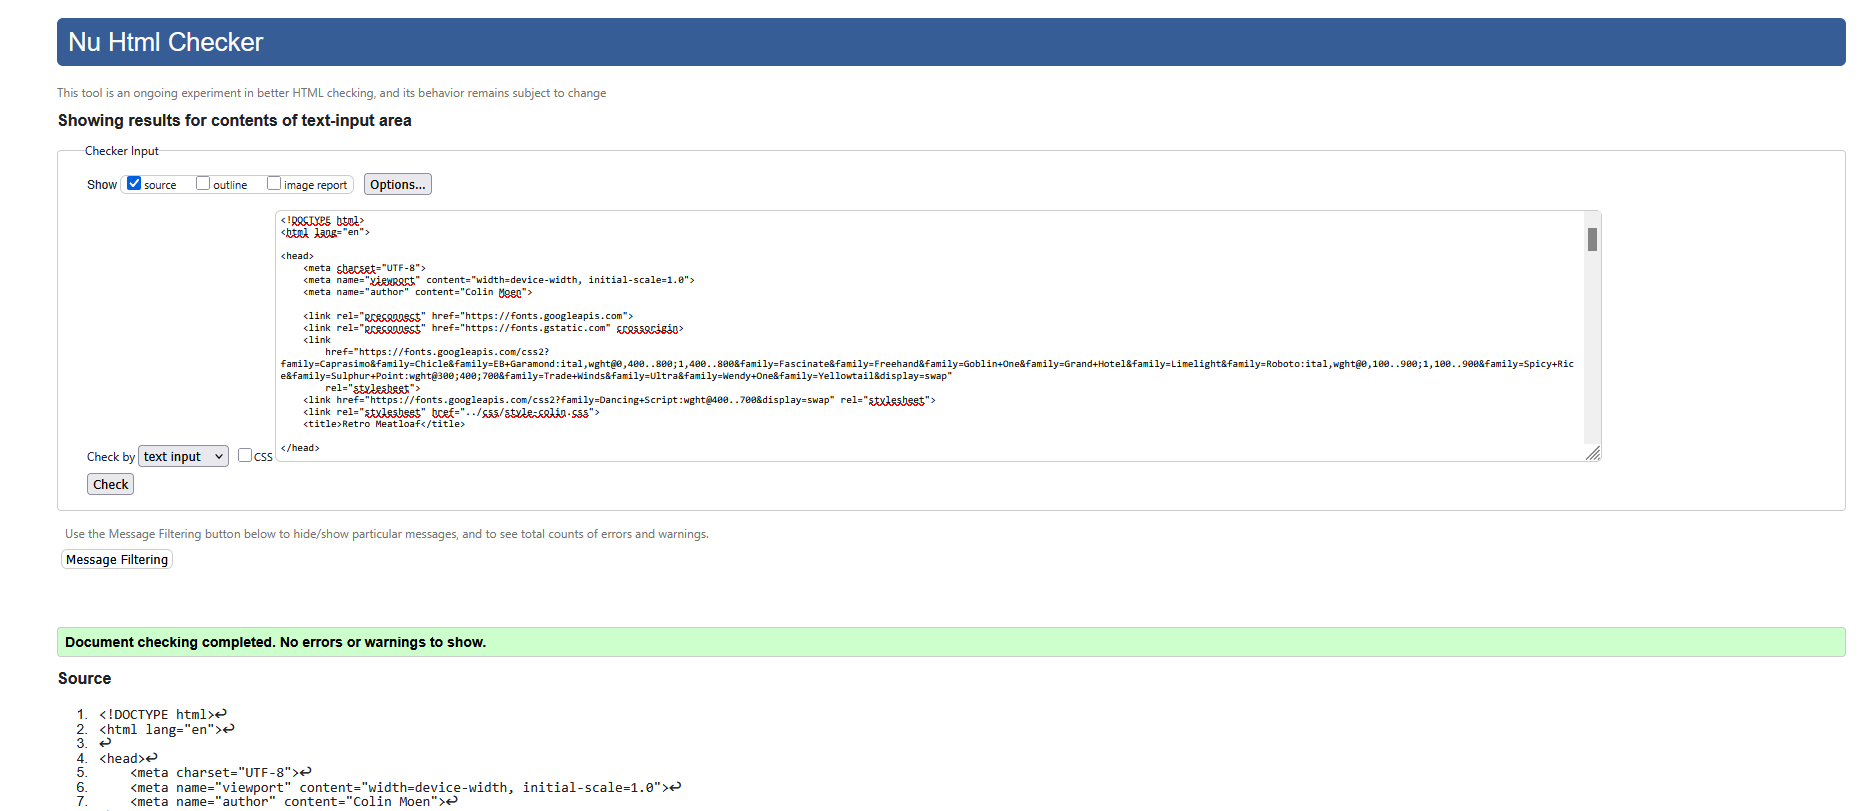 Nu Html Checker
This tool is an ongoing experiment in better HTML checking, and its behavior remains subject to change
Showing results for contents of text-input area
Checker Input
Show source outline image report Options...
<!DOCTYPE html>
<html lang="en">
<head>
<meta charset="UTF-8">
<meta name="viewport" content="width=device-width, initial-scale=1.0">
<meta name="author" content="Colin Moen">
<link rel="preconnect" href="https://fonts.googleapis.com">
<link rel="preconnect" href="https://fonts.gstatic.com" crossorigin>
<link
href="https://fonts.googleapis.com/css2?
family=Caprasimo&family=Chicle&family=EB+Garamond:ital,wght@0,400..800;1,400..800&family=Fascinate&family=Freehand&family=Goblin+One&family=Grand+Hotel&family=Limelight&family=Roboto:ital,wght@0,100..900;1,100..900&family=Spicy+Ric
e&family=Sulphur+Point:wght@300;400;700&family=Trade+Winds&family=Ultra&family=Wendy+One&family=Yellowtail&display=swap"
rel="stylesheet">
<link href="https://fonts.googleapis.com/css2?family=Dancing+Script:wght@400..700&display=swap" rel="stylesheet">
<link rel="stylesheet" href="../css/style-colin.css">
<title>Retro Meatloaf</title>
</head>
Check by text input CSS
Check
Use the Message Filtering button below to hide/show particular messages, and to see total counts of errors and warnings.
Message Filtering
Document checking completed. No errors or warnings to show.
Source
1. <!DOCTYPE html>↩
2. <html lang="en">↩
3. ↩
4. <head>↩
5. <meta charset="UTF-8">↩
6. <meta name="viewport" content="width=device-width, initial-scale=1.0">↩
7. <meta name="author" content="Colin Moen">↩